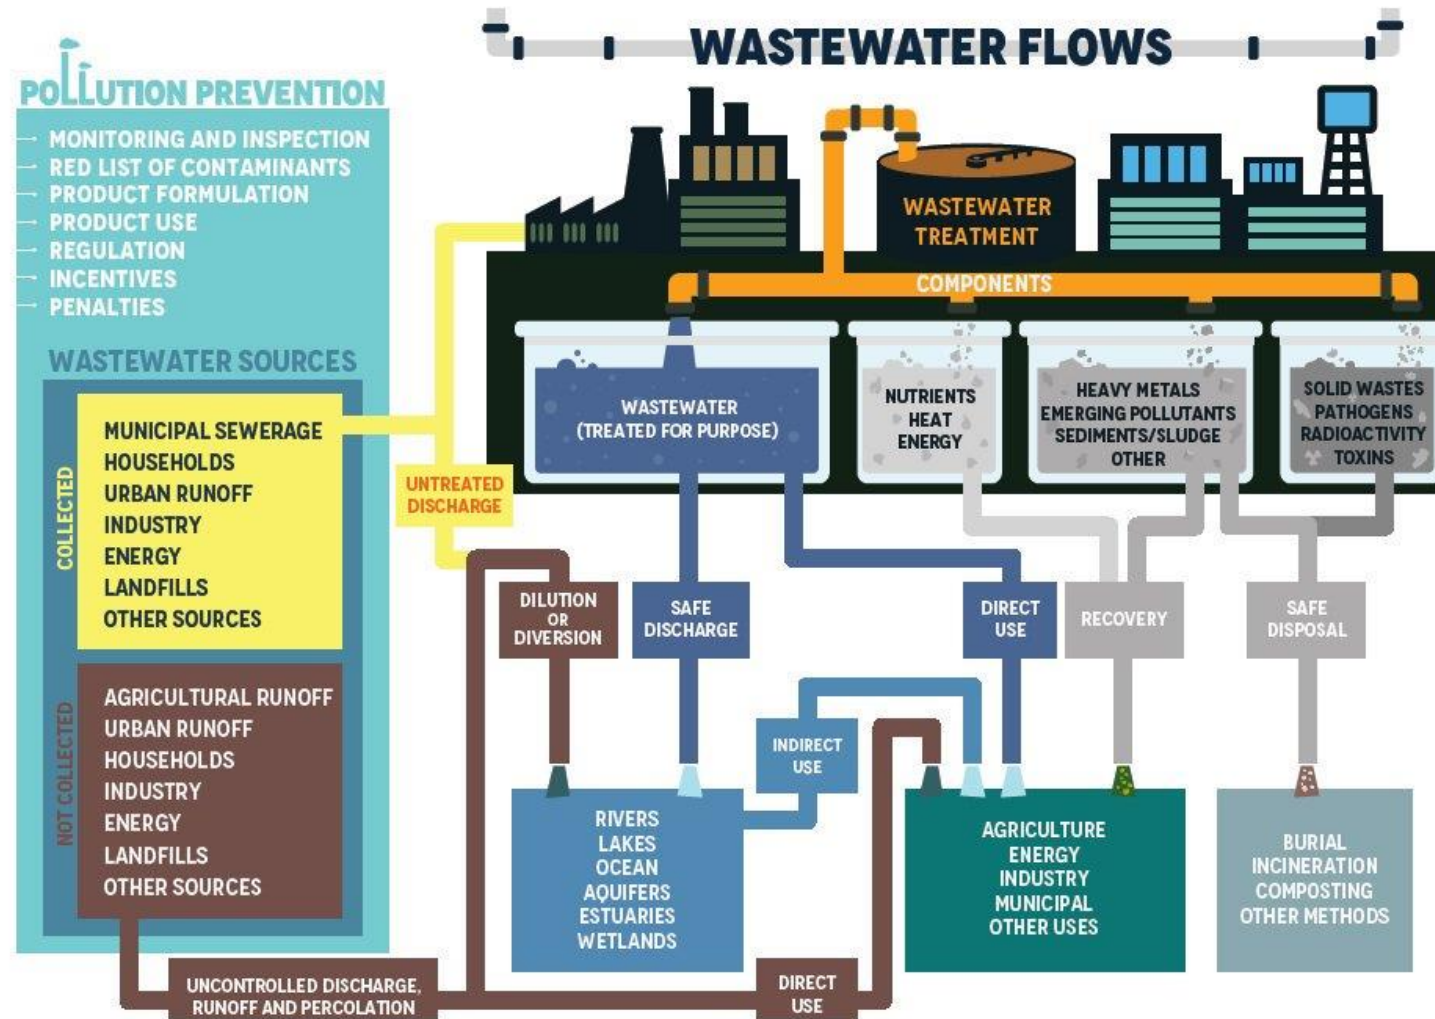 WASTEWATER FLOWS
POLLUTION PREVENTION
MONITORING AND INSPECTION
RED LIST OF CONTAMINANTS
PRODUCT FORMULATION
PRODUCT USE
REGULATION
INCENTIVES
PENALTIES
WASTEWATER SOURCES
COLLECTED
MUNICIPAL SEWERAGE
HOUSEHOLDS
URBAN RUNOFF
INDUSTRY
ENERGY
LANDFILLS
OTHER SOURCES
NOT COLLECTED
AGRICULTURAL RUNOFF
URBAN RUNOFF
HOUSEHOLDS
INDUSTRY
ENERGY
LANDFILLS
OTHER SOURCES
UNCONTROLLED DISCHARGE,
RUNOFF AND PERCOLATION
WASTEWATER
TREATMENT
COMPONENTS
WASTEWATER
(TREATED FOR PURPOSE)
NUTRIENTS
HEAT
ENERGY
HEAVY METALS
EMERGING POLLUTANTS
SEDIMENTS/SLUDGE
OTHER
SOLID WASTES
PATHOGENS
RADIOACTIVITY
TOXINS
UNTREATED
DISCHARGE
DILUTION
OR
DIVERSION
SAFE
DISCHARGE
DIRECT
USE
RECOVERY
SAFE
DISPOSAL
INDIRECT
USE
RIVERS
LAKES
OCEAN
AQUIFERS
ESTUARIES
WETLANDS
AGRICULTURE
ENERGY
INDUSTRY
MUNICIPAL
OTHER USES
BURIAL
INCINERATION
COMPOSTING
OTHER METHODS
DIRECT
USE